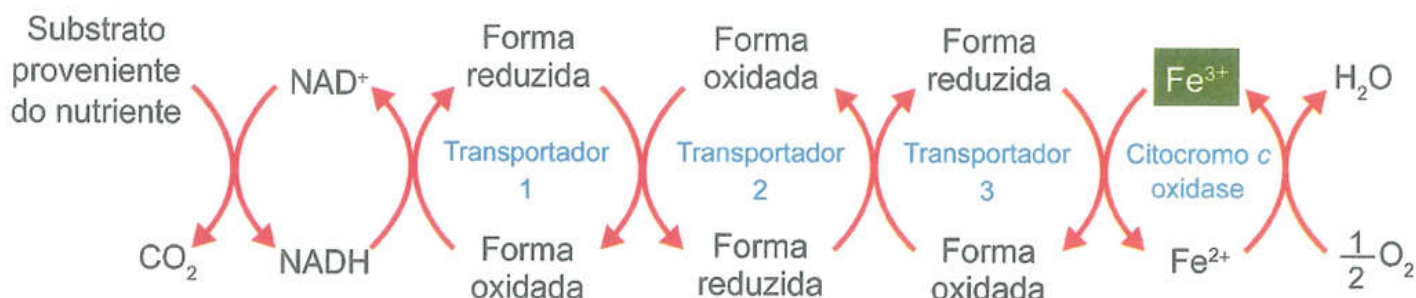 Substrato
proveniente
do nutriente
CO₂
NAD⁺
NADH
Forma
reduzida
Transportador
1
Forma
oxidada
Forma
oxidada
Transportador
2
Forma
reduzida
Forma
reduzida
Transportador
3
Forma
oxidada
Fe³⁺
Citocromo c
oxidase
Fe²⁺
H₂O
1/2 O₂